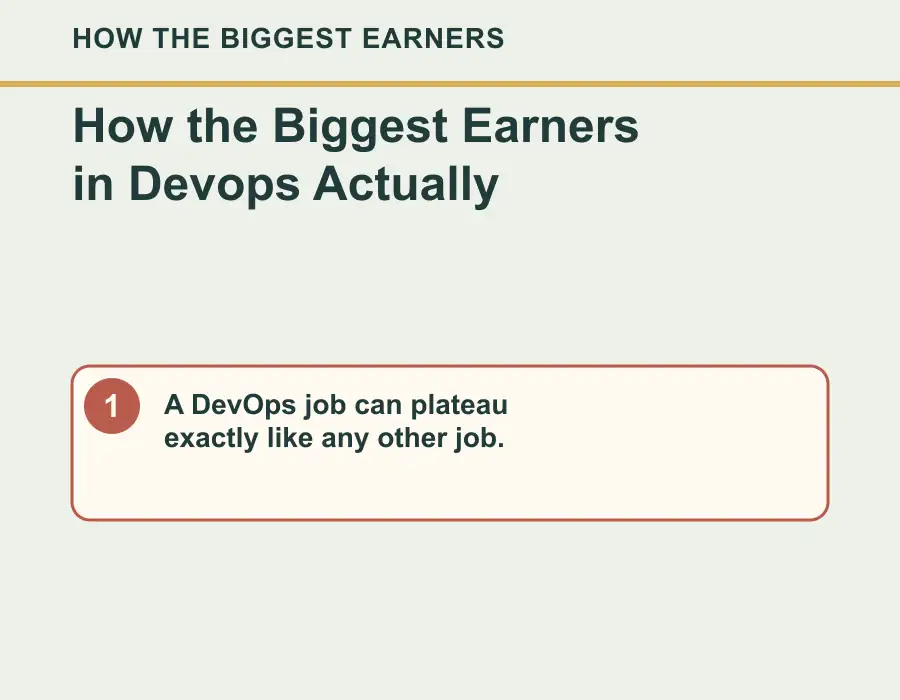 HOW THE BIGGEST EARNERS
How the Biggest Earners
in Devops Actually
1
A DevOps job can plateau
exactly like any other job.